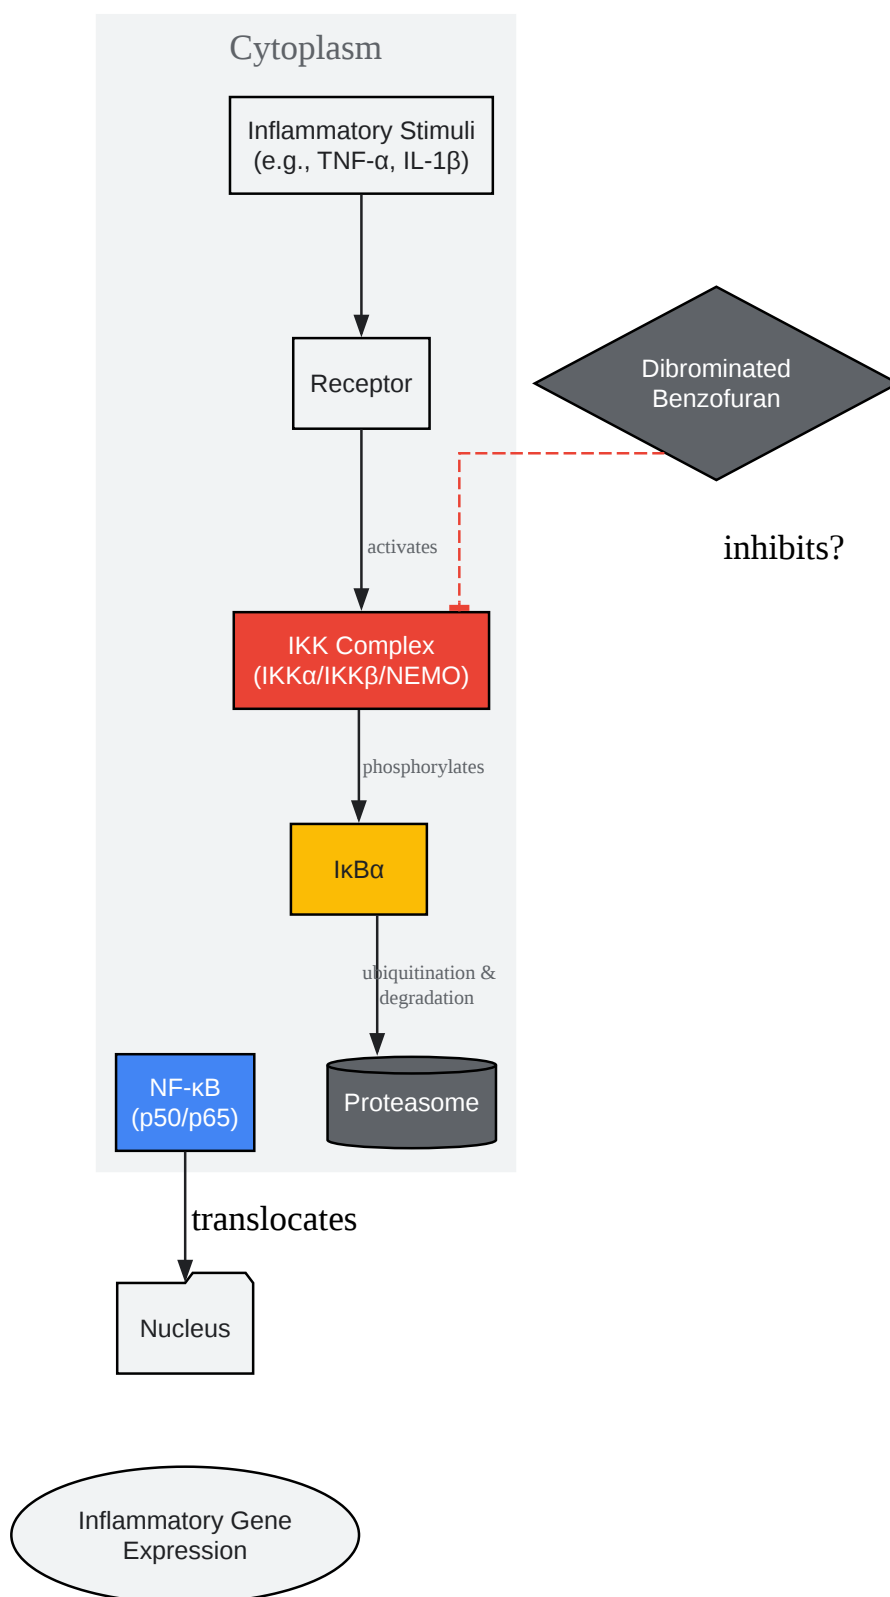 Cytoplasm
Inflammatory Stimuli
(e.g., TNF-α, IL-1β)
Receptor
Dibrominated
Benzofuran
activates
inhibits?
IKK Complex
(IKKα/IKKβ/NEMO)
phosphorylates
IκBα
ubiquitination &
degradation
NF-κB
(p50/p65)
Proteasome
translocates
Nucleus
Inflammatory Gene
Expression